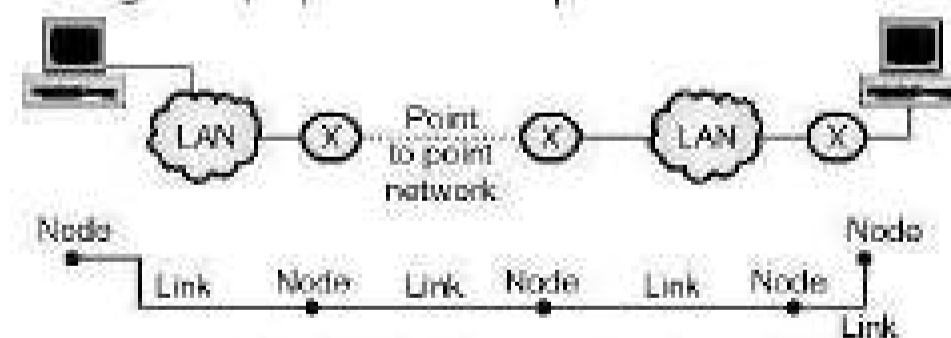 LAN X Point to point network X LAN X
Node Node
Link Node Link Node Link Node
Link